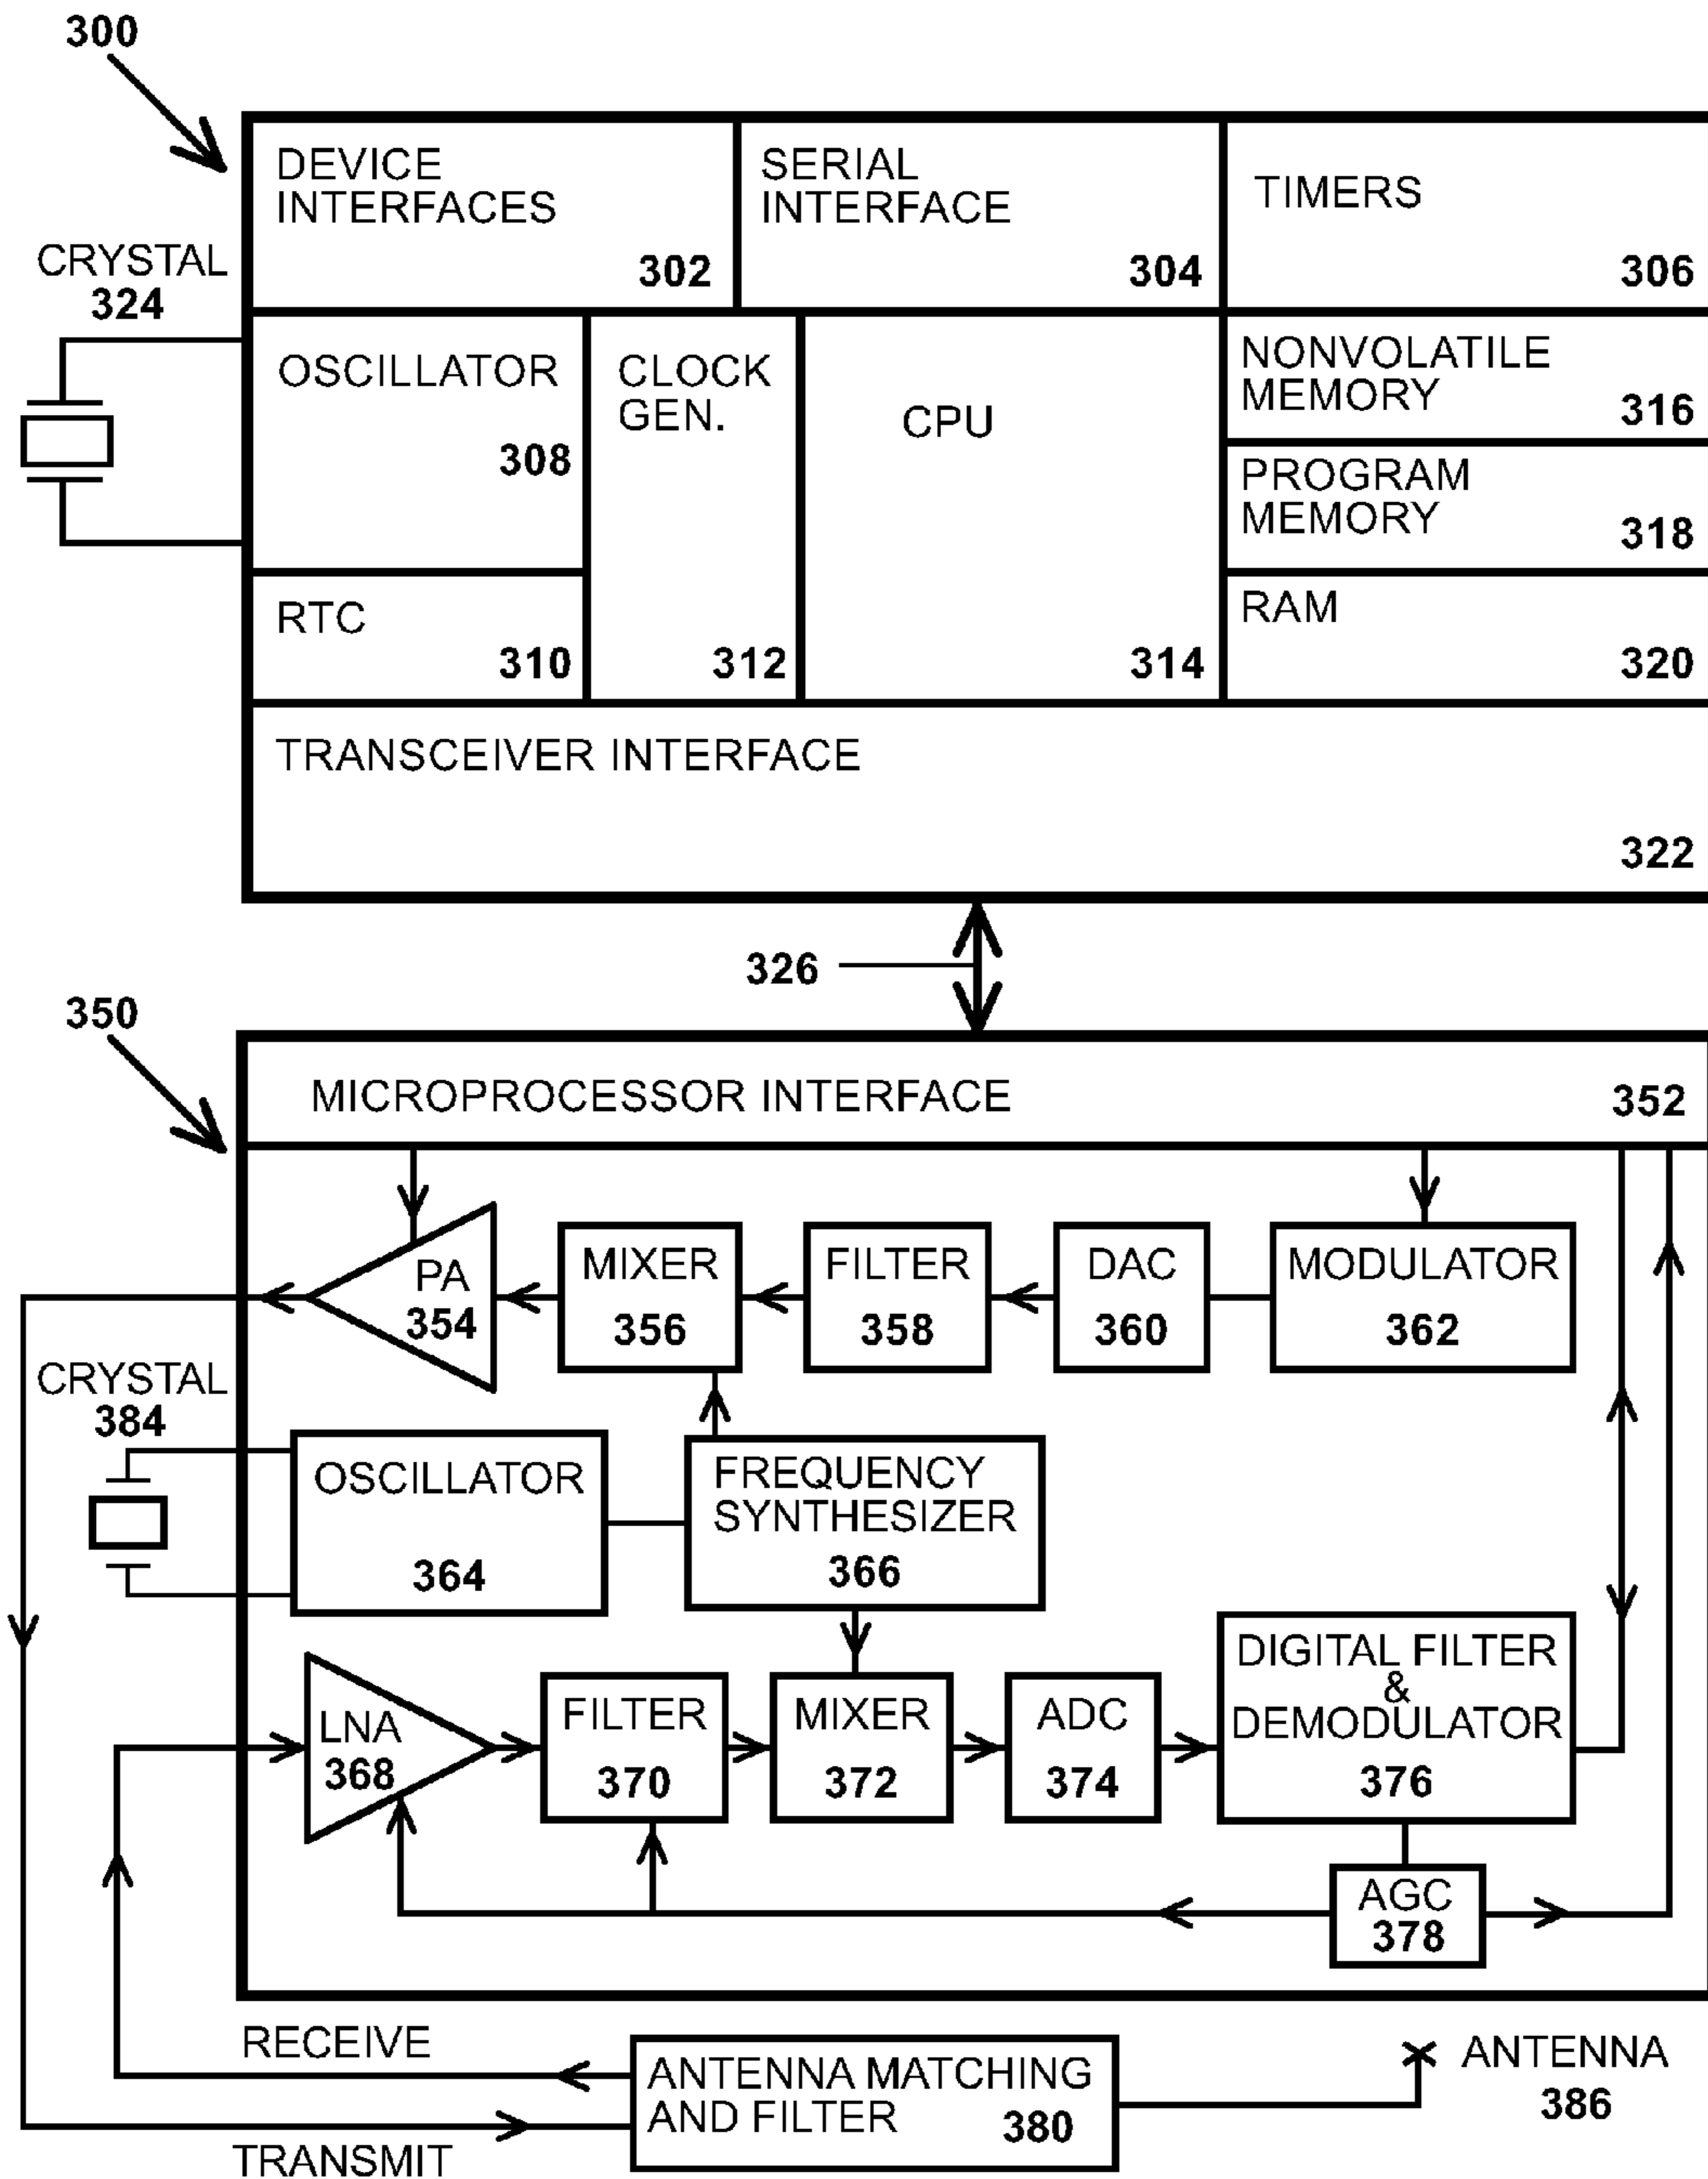 300
DEVICE
INTERFACES
302
SERIAL
INTERFACE
304
TIMERS
306
CRYSTAL
324
OSCILLATOR
308
CLOCK
GEN.
312
CPU
314
NONVOLATILE
MEMORY
316
PROGRAM
MEMORY
318
RTC
310
RAM
320
TRANSCEIVER INTERFACE
322
326
350
MICROPROCESSOR INTERFACE
352
PA
354
MIXER
356
FILTER
358
DAC
360
MODULATOR
362
CRYSTAL
384
OSCILLATOR
364
FREQUENCY
SYNTHESIZER
366
LNA
368
FILTER
370
MIXER
372
ADC
374
DIGITAL FILTER
&
DEMODULATOR
376
AGC
378
RECEIVE
TRANSMIT
ANTENNA MATCHING
AND FILTER
380
ANTENNA
386